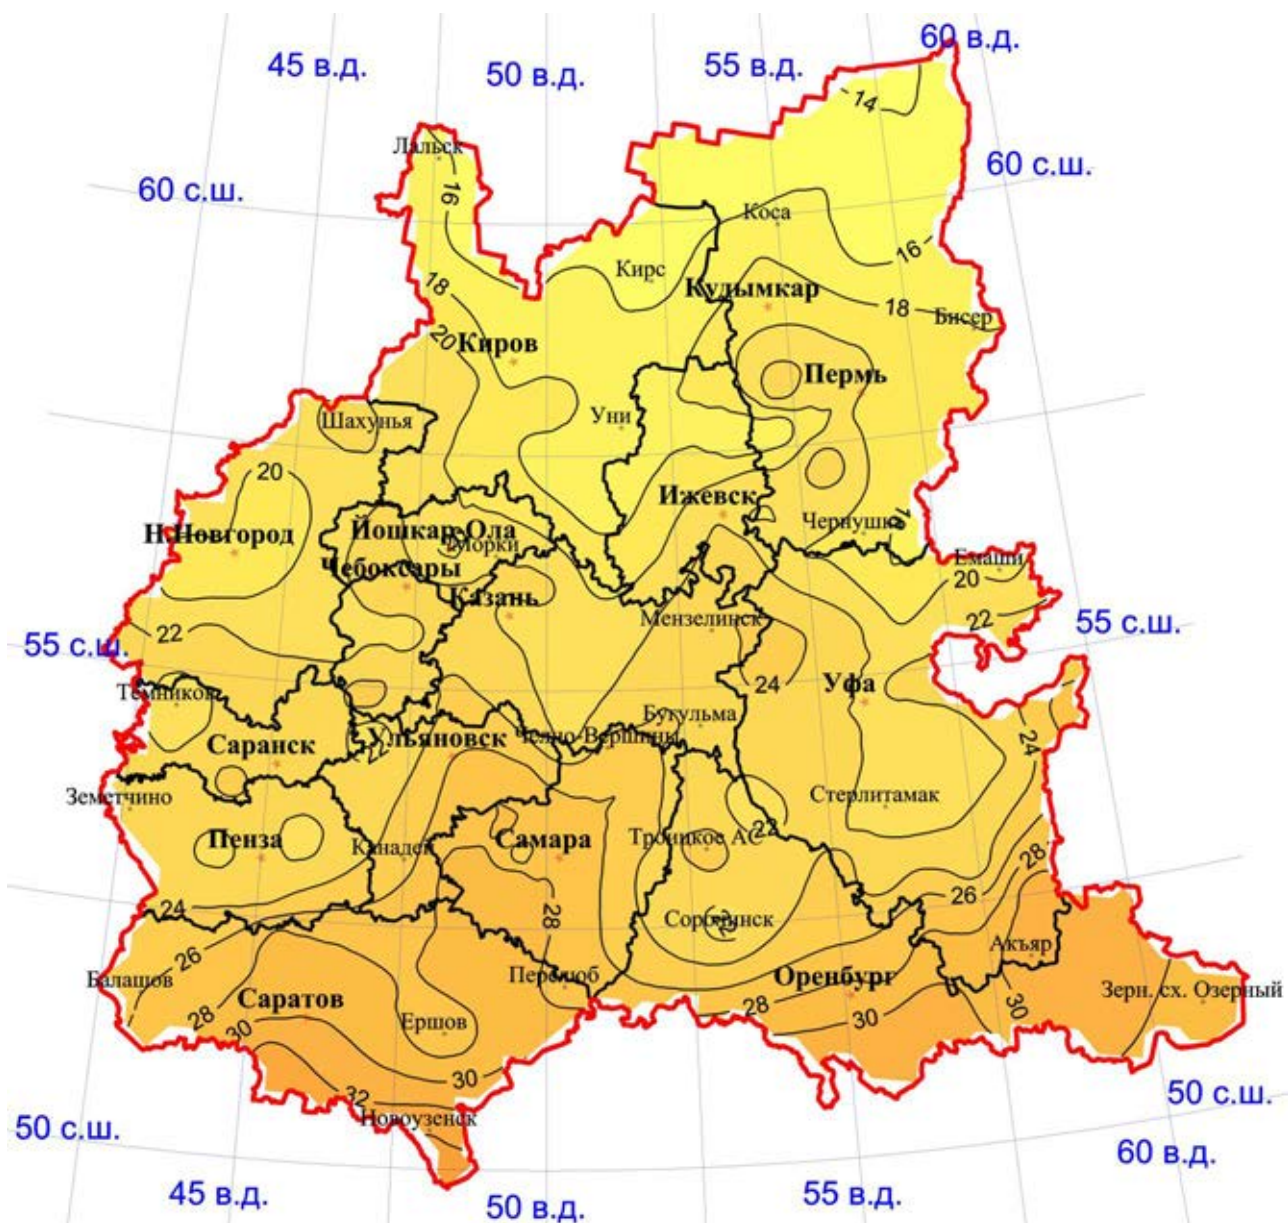 60 в.д.
45 в.д.
50 в.д.
55 в.д.
14
Лальск
60 с.ш.
60 с.ш.
16
Коса
16
Кирс
18
Кудымкар
18
Бисер
20
Киров
Пермь
Шахунья
Уни
20
Ижевск
Н.Новгород
Йошкар-Ола
Чернушка
Морки
Емаши
Чебоксары
20
Казань
22
Мензелинск
55 с.ш.
22
55 с.ш.
24
Уфа
Темников
Бугульма
Саранск
Ульяновск
Челно-Вершины
24
Земетчино
Стерлитамак
22
Пенза
Канадей
Самара
Троицкое АС
28
26
24
28
Сорочинск
22
Акъяр
26
Балашов
Перелюб
Оренбург
Саратов
Зерн. сх. Озерный
28
28
30
30
Ершов
30
30
32
Новоузенск
50 с.ш.
50 с.ш.
60 в.д.
45 в.д.
50 в.д.
55 в.д.